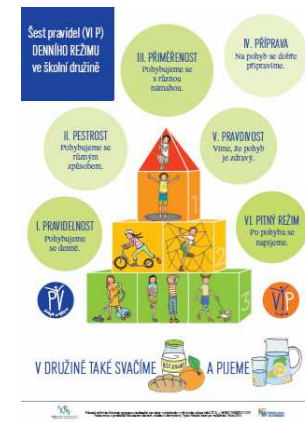 Šest pravidel (VI P)
DENNÍHO REŽIMU
ve školní družině
III. PŘIMĚŘENOST
Pohybujeme se
s různou
námahou.
IV. PŘÍPRAVA
Na pohyb se dobře
připravíme.
II. PESTROST
Pohybujeme se
různým
způsobem.
V. PRAVDIVOST
Víme, že pohyb
je zdravý.
I. PRAVIDELNOST
Pohybujeme
se denně.
VI. PITNÝ REŽIM
Po pohybu se
napijeme.
1
2
3
PV
VIP
V DRUŽINĚ TAKÉ SVAČÍME
A PIJEME